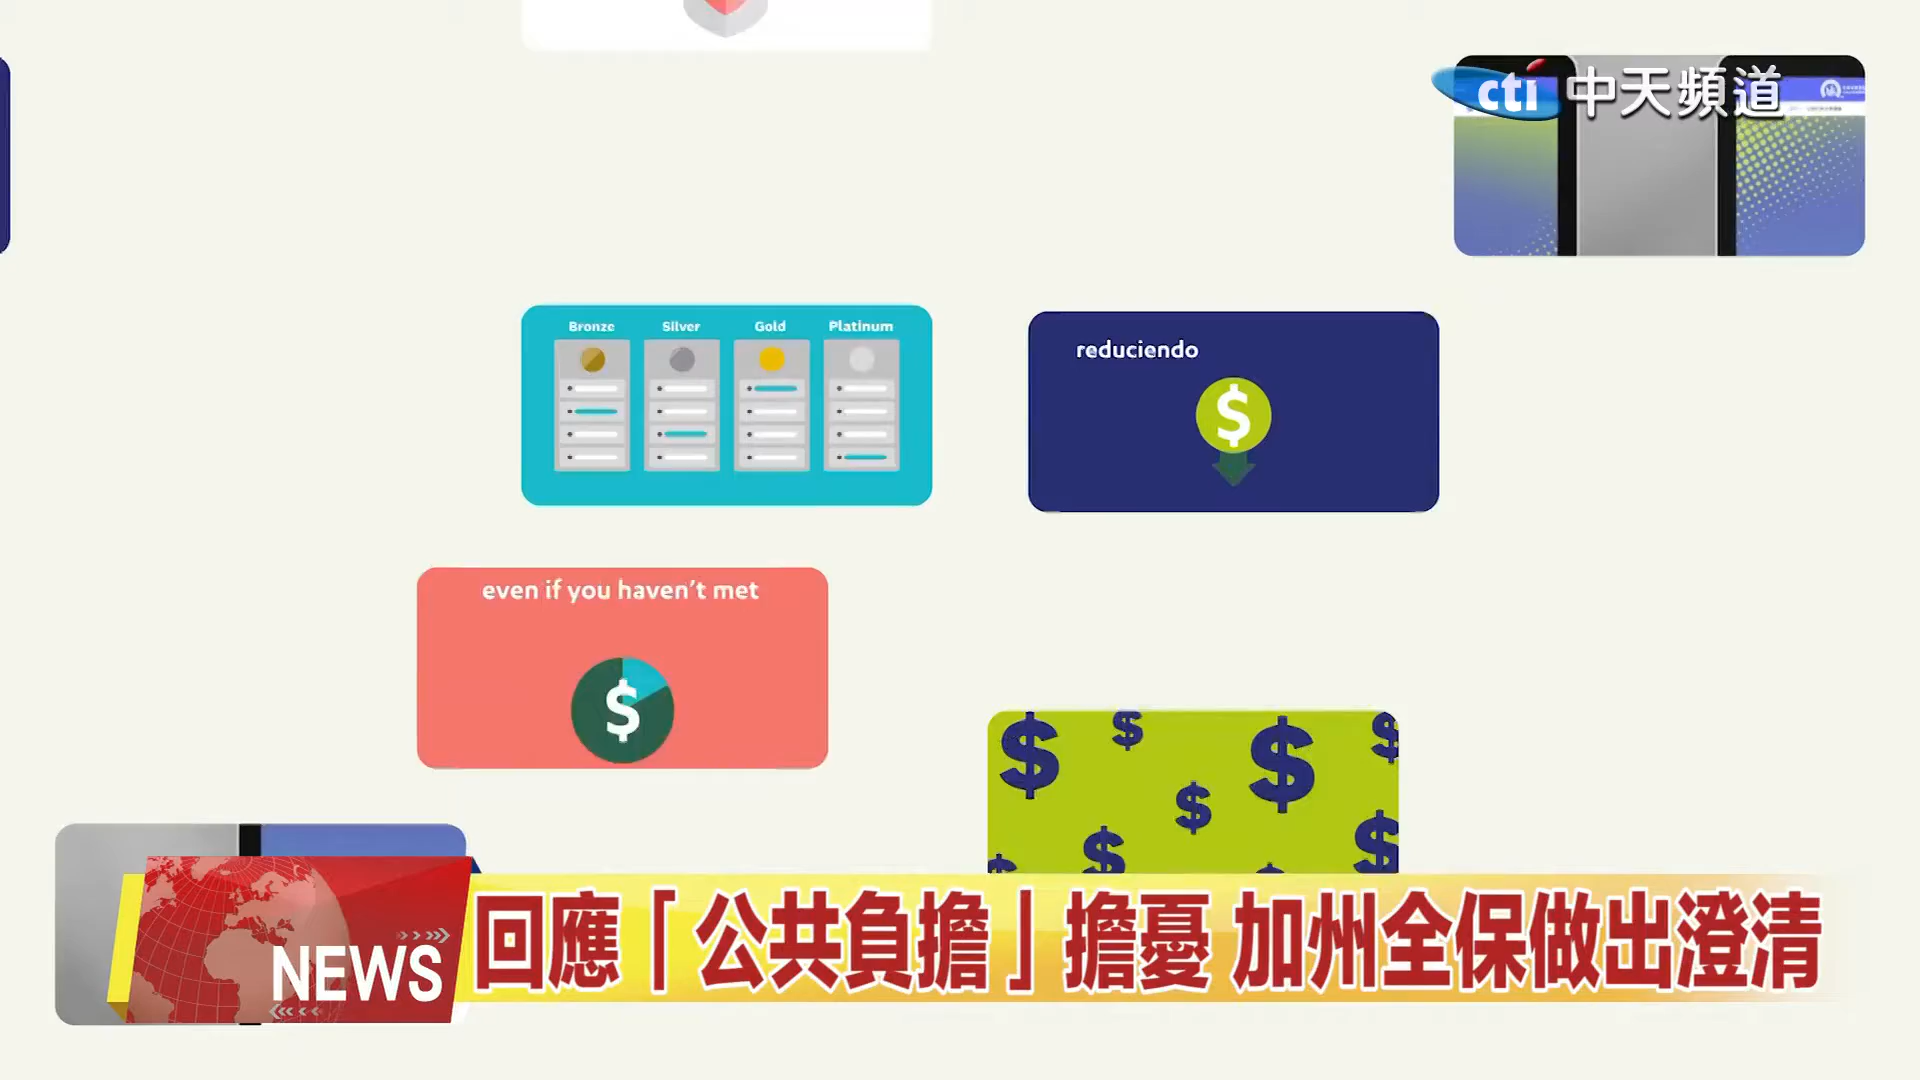 cti 中天頻道
Bronze Silver Gold Platinum
reduciendo
$
even if you haven't met
$
$ $ $ $ $ $ $ $ $
NEWS
回應「公共負擔」擔憂 加州全保做出澄清